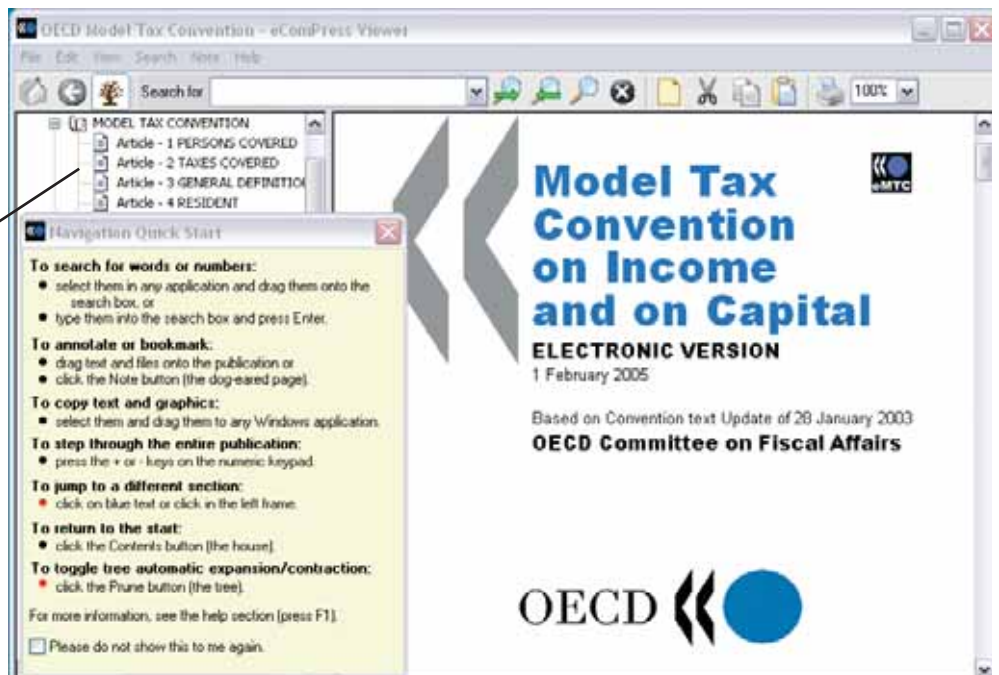 OECD Model Tax Convention - eComPress Viewer
File Edit View Search Note Help
Search for
100%
MODEL TAX CONVENTION
Article - 1 PERSONS COVERED
Article - 2 TAXES COVERED
Article - 3 GENERAL DEFINITIO
Article - 4 RESIDENT
Navigation Quick Start
To search for words or numbers:
select them in any application and drag them onto the
search box, or
type them into the search box and press Enter.
To annotate or bookmark:
drag text and files onto the publication or
click the Note button (the dog-eared page).
To copy text and graphics:
select them and drag them to any Windows application.
To step through the entire publication:
press the + or - keys on the numeric keypad.
To jump to a different section:
click on blue text or click in the left frame.
To return to the start:
click the Contents button (the house).
To toggle tree automatic expansion/contraction:
click the Prune button (the tree).
For more information, see the help section (press F1).
Please do not show this to me again.
eMTC
Model Tax
Convention
on Income
and on Capital
ELECTRONIC VERSION
1 February 2005
Based on Convention text Update of 28 January 2003
OECD Committee on Fiscal Affairs
OECD